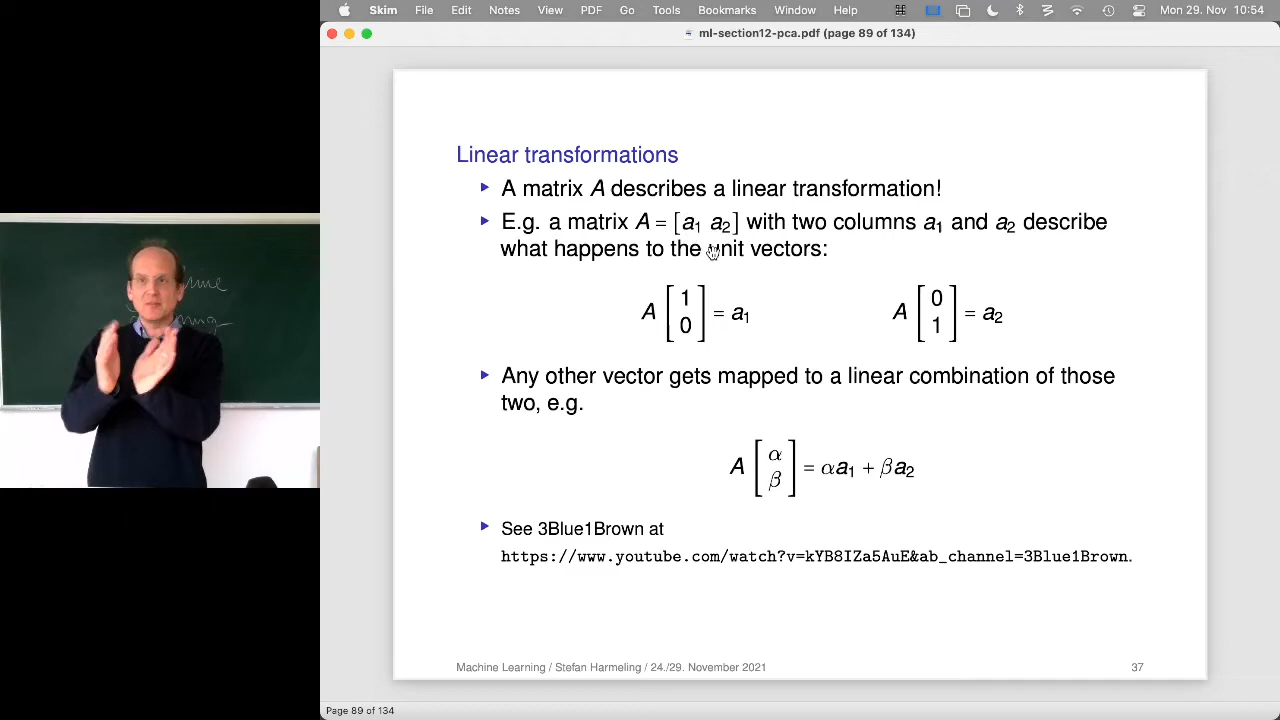 Skim File Edit Notes View PDF Go Tools Bookmarks Window Help Mon 29. Nov 10:54
ml-section12-pca.pdf (page 89 of 134)
Linear transformations
▸ A matrix A describes a linear transformation!
▸ E.g. a matrix A = [a₁ a₂] with two columns a₁ and a₂ describe
what happens to the unit vectors:
A [1 0] = a₁ A [0 1] = a₂
▸ Any other vector gets mapped to a linear combination of those
two, e.g.
A [α β] = αa₁ + βa₂
▸ See 3Blue1Brown at
https://www.youtube.com/watch?v=kYB8IZa5AuE&ab_channel=3Blue1Brown.
Machine Learning / Stefan Harmeling / 24./29. November 2021 37
Page 89 of 134